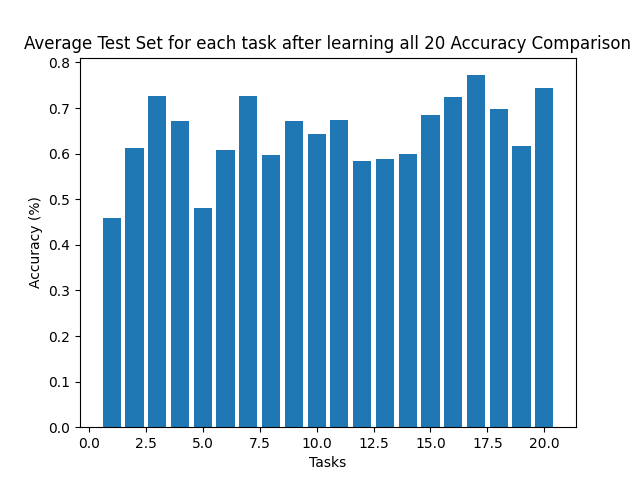 Average Test Set for each task after learning all 20 Accuracy Comparison
0.8
0.7
0.6
0.5
0.4
0.3
0.2
0.1
0.0
Accuracy (%)
0.0 2.5 5.0 7.5 10.0 12.5 15.0 17.5 20.0
Tasks